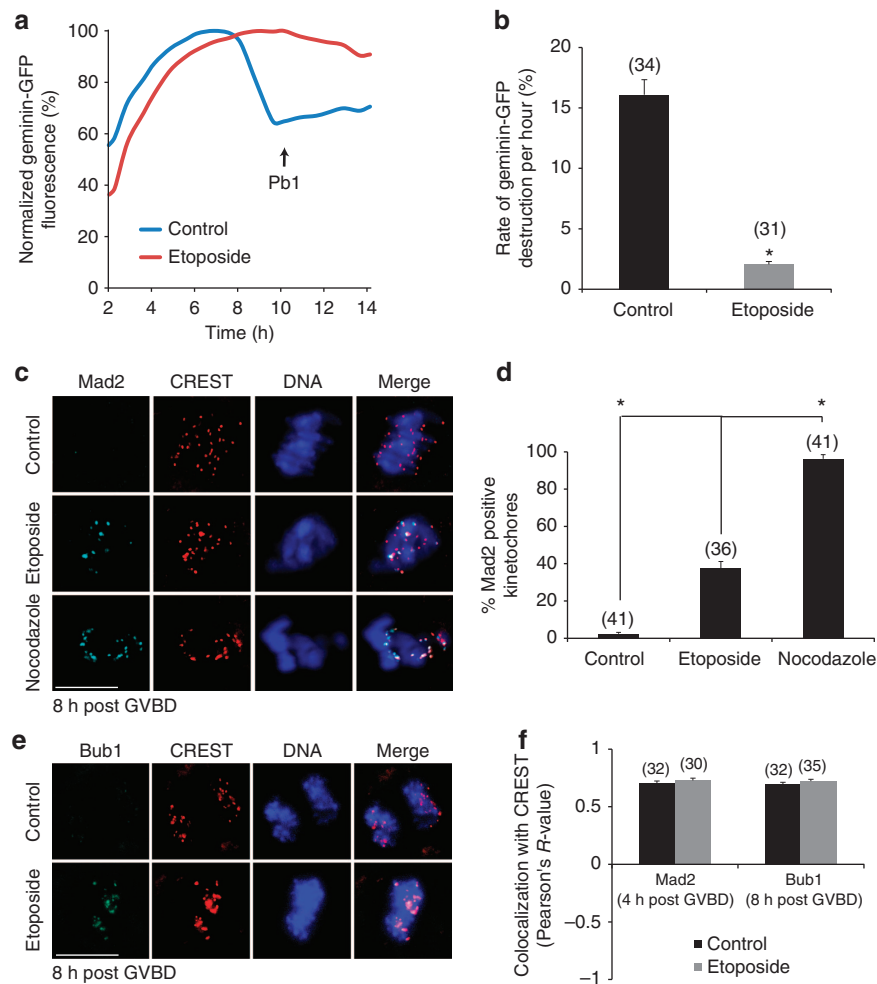 a
Normalized geminin-GFP
fluorescence (%)
100
80
60
40
20
0
Pb1
Control
Etoposide
2 4 6 8 10 12 14
Time (h)
b
Rate of geminin-GFP
destruction per hour (%)
20
15
10
5
0
(34)
(31)
*
Control Etoposide
c
Mad2 CREST DNA Merge
Control
Etoposide
Nocodazole
8 h post GVBD
d
% Mad2 positive
kinetochores
100
80
60
40
20
0
* *
(41)
(36)
(41)
Control Etoposide Nocodazole
e
Bub1 CREST DNA Merge
Control
Etoposide
8 h post GVBD
f
Colocalization with CREST
(Pearson's R-value)
1
0.5
0
−0.5
−1
(32) (30) (32) (35)
Mad2 Bub1
(4 h post GVBD) (8 h post GVBD)
Control
Etoposide